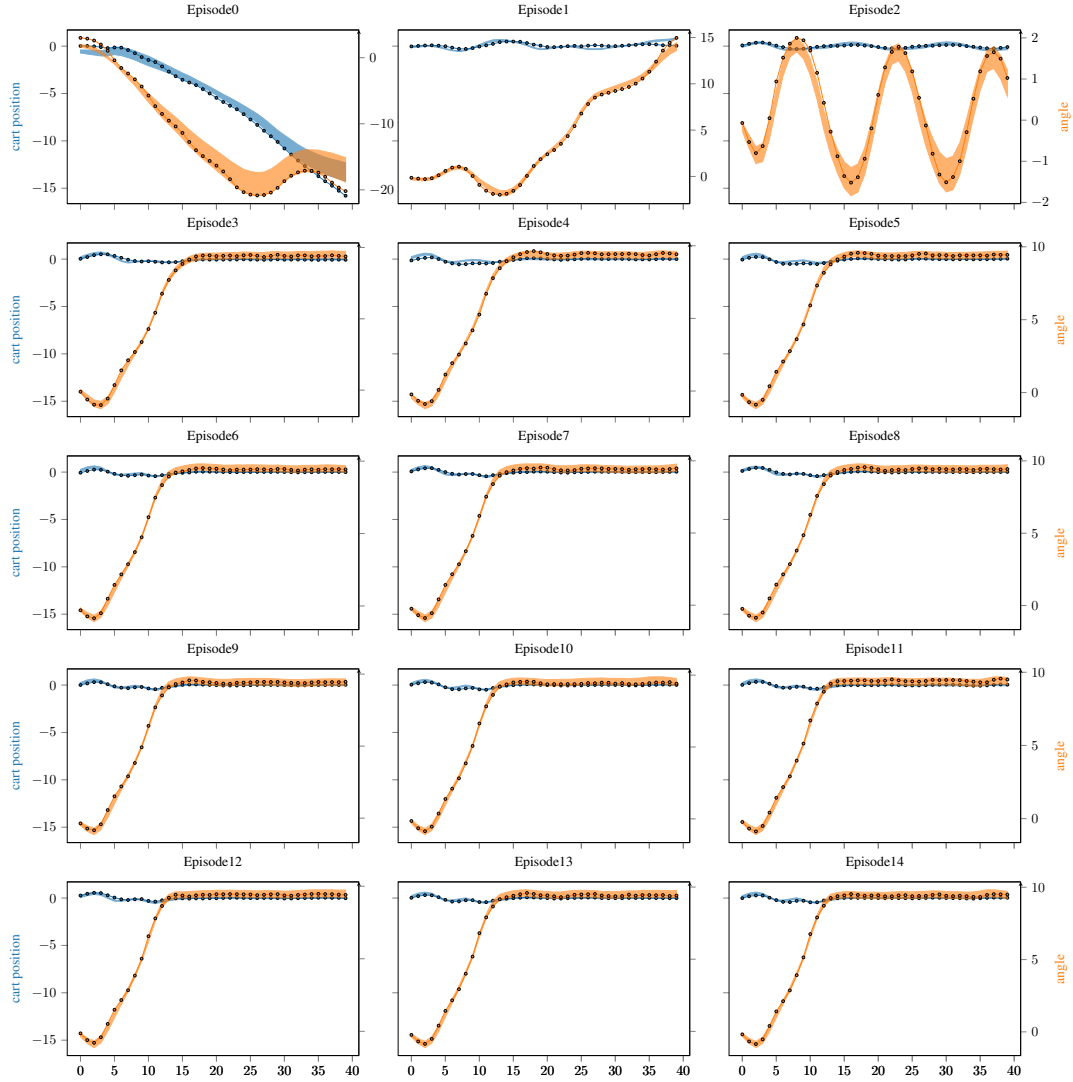 Episode0 Episode1 Episode2
0 −5 −10 −15 cart position
0 −10 −20
15 10 5 0
2 1 0 −1 −2 angle
Episode3 Episode4 Episode5
0 −5 −10 −15 cart position
10 5 0 angle
Episode6 Episode7 Episode8
0 −5 −10 −15 cart position
10 5 0 angle
Episode9 Episode10 Episode11
0 −5 −10 −15 cart position
10 5 0 angle
Episode12 Episode13 Episode14
0 −5 −10 −15 cart position
10 5 0 angle
0 5 10 15 20 25 30 35 40 0 5 10 15 20 25 30 35 40 0 5 10 15 20 25 30 35 40